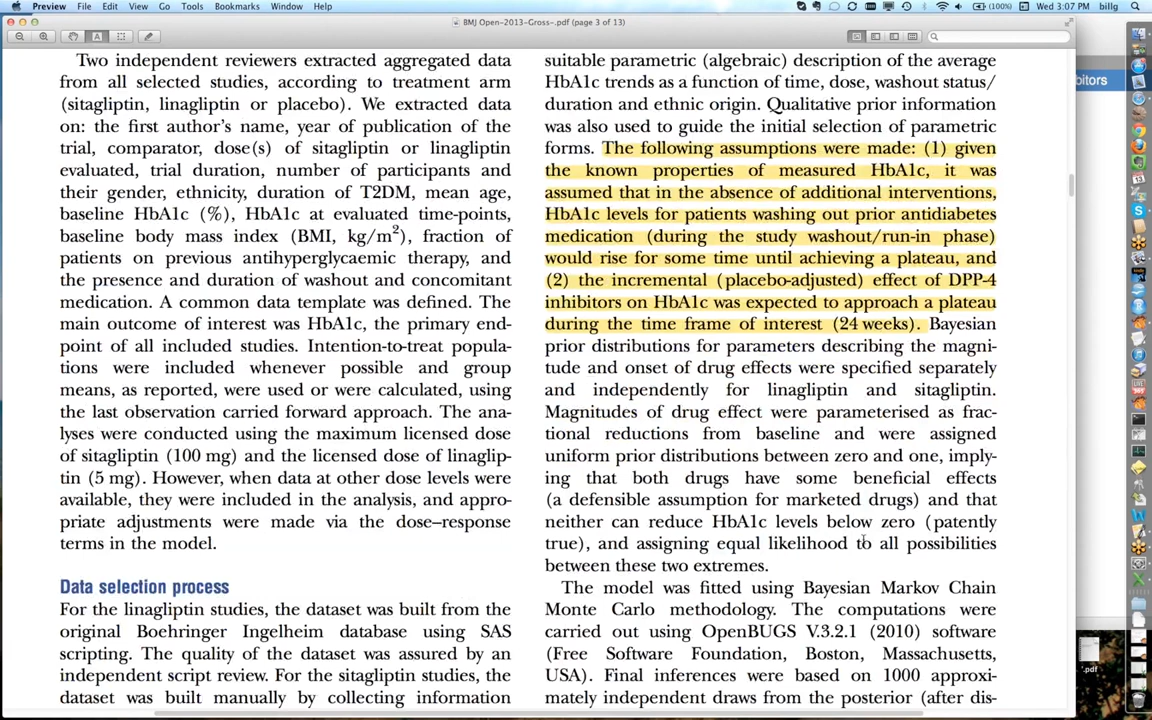 Preview File Edit View Go Tools Bookmarks Window Help
(100%) Wed 3:07 PM billg
BMJ Open-2013-Gross-.pdf (page 3 of 13)
Two independent reviewers extracted aggregated data
from all selected studies, according to treatment arm
(sitagliptin, linagliptin or placebo). We extracted data
on: the first author's name, year of publication of the
trial, comparator, dose(s) of sitagliptin or linagliptin
evaluated, trial duration, number of participants and
their gender, ethnicity, duration of T2DM, mean age,
baseline HbA1c (%), HbA1c at evaluated time-points,
baseline body mass index (BMI, kg/m²), fraction of
patients on previous antihyperglycaemic therapy, and
the presence and duration of washout and concomitant
medication. A common data template was defined. The
main outcome of interest was HbA1c, the primary end-
point of all included studies. Intention-to-treat popula-
tions were included whenever possible and group
means, as reported, were used or were calculated, using
the last observation carried forward approach. The ana-
lyses were conducted using the maximum licensed dose
of sitagliptin (100 mg) and the licensed dose of linaglip-
tin (5 mg). However, when data at other dose levels were
available, they were included in the analysis, and appro-
priate adjustments were made via the dose–response
terms in the model.
Data selection process
For the linagliptin studies, the dataset was built from the
original Boehringer Ingelheim database using SAS
scripting. The quality of the dataset was assured by an
independent script review. For the sitagliptin studies, the
dataset was built manually by collecting information
suitable parametric (algebraic) description of the average
HbA1c trends as a function of time, dose, washout status/
duration and ethnic origin. Qualitative prior information
was also used to guide the initial selection of parametric
forms. The following assumptions were made: (1) given
the known properties of measured HbA1c, it was
assumed that in the absence of additional interventions,
HbA1c levels for patients washing out prior antidiabetes
medication (during the study washout/run-in phase)
would rise for some time until achieving a plateau, and
(2) the incremental (placebo-adjusted) effect of DPP-4
inhibitors on HbA1c was expected to approach a plateau
during the time frame of interest (24 weeks). Bayesian
prior distributions for parameters describing the magni-
tude and onset of drug effects were specified separately
and independently for linagliptin and sitagliptin.
Magnitudes of drug effect were parameterised as frac-
tional reductions from baseline and were assigned
uniform prior distributions between zero and one, imply-
ing that both drugs have some beneficial effects
(a defensible assumption for marketed drugs) and that
neither can reduce HbA1c levels below zero (patently
true), and assigning equal likelihood to all possibilities
between these two extremes.
The model was fitted using Bayesian Markov Chain
Monte Carlo methodology. The computations were
carried out using OpenBUGS V.3.2.1 (2010) software
(Free Software Foundation, Boston, Massachusetts,
USA). Final inferences were based on 1000 approxi-
mately independent draws from the posterior (after dis-
bitors
.pdf